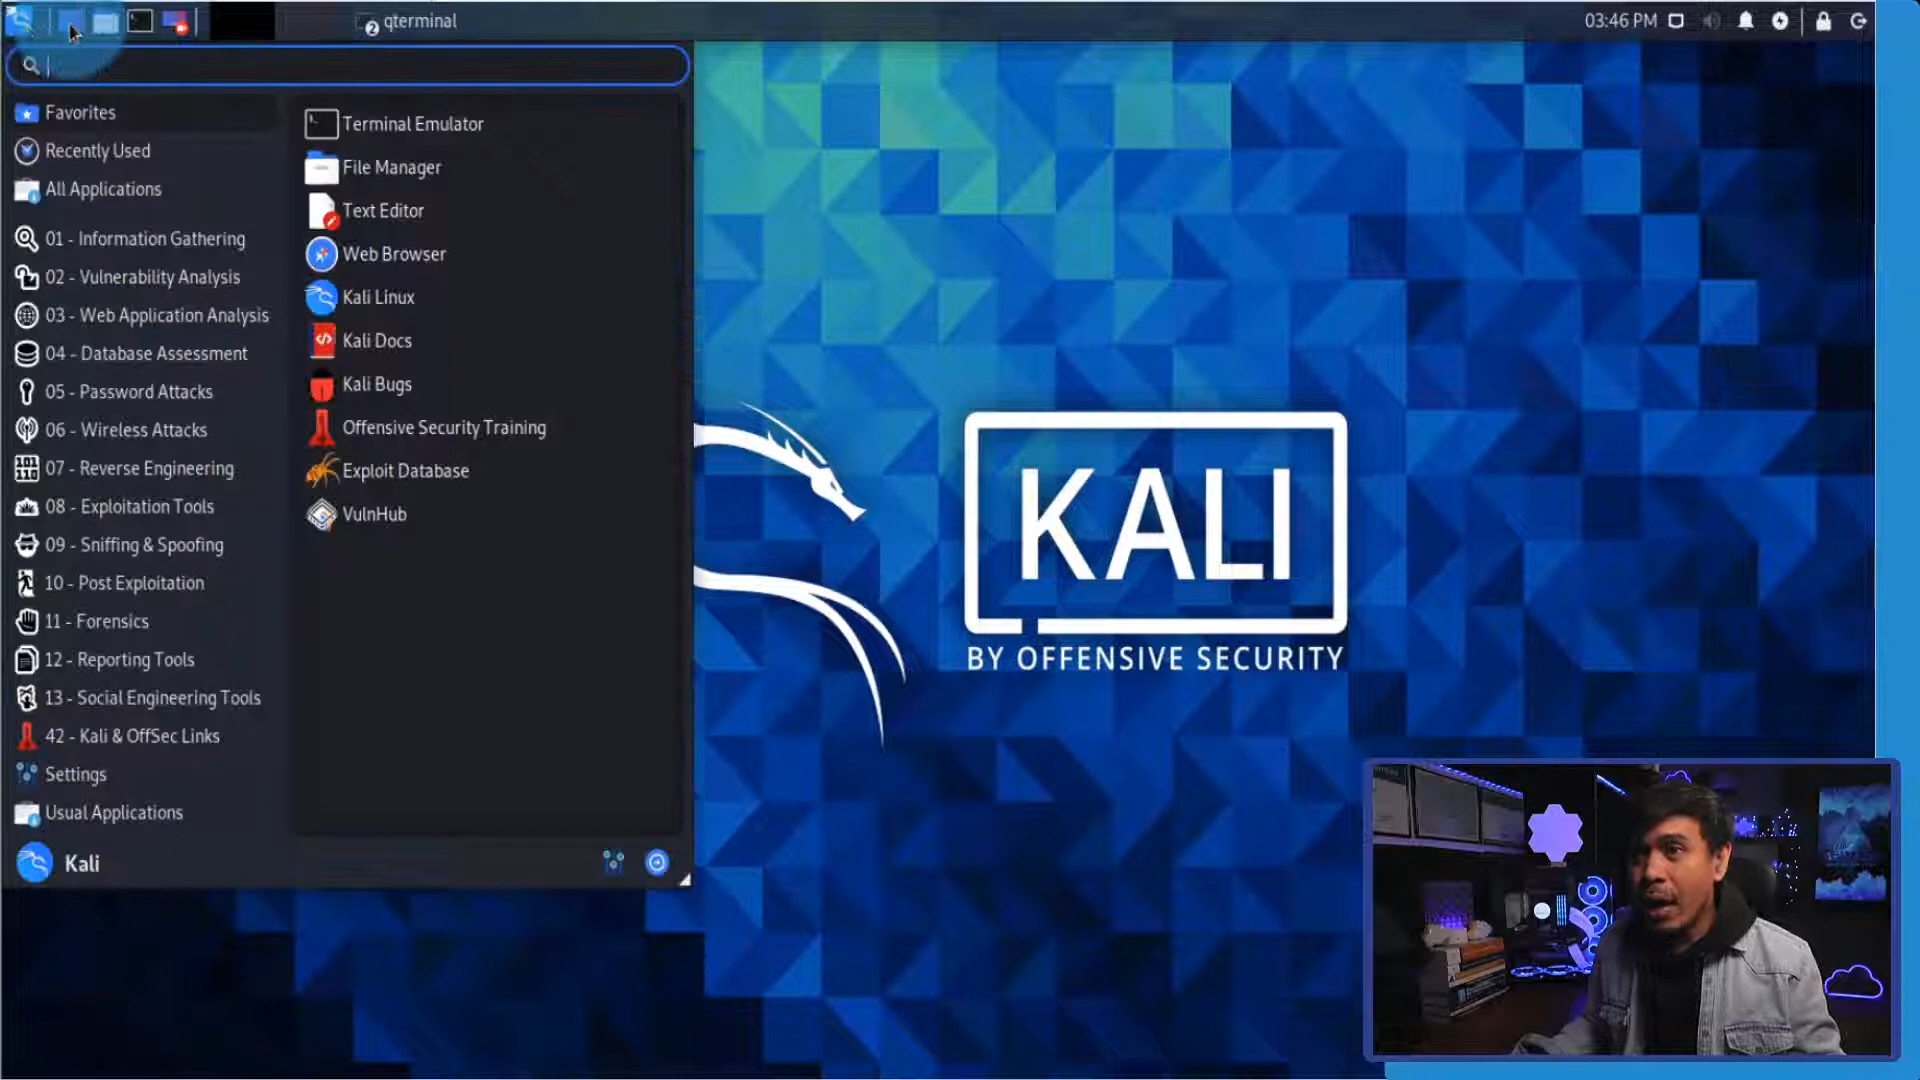 2 qterminal
03:46 PM
Favorites
Recently Used
All Applications
01 - Information Gathering
02 - Vulnerability Analysis
03 - Web Application Analysis
04 - Database Assessment
05 - Password Attacks
06 - Wireless Attacks
07 - Reverse Engineering
08 - Exploitation Tools
09 - Sniffing & Spoofing
10 - Post Exploitation
11 - Forensics
12 - Reporting Tools
13 - Social Engineering Tools
42 - Kali & OffSec Links
Settings
Usual Applications
Kali
Terminal Emulator
File Manager
Text Editor
Web Browser
Kali Linux
Kali Docs
Kali Bugs
Offensive Security Training
Exploit Database
VulnHub
KALI
BY OFFENSIVE SECURITY